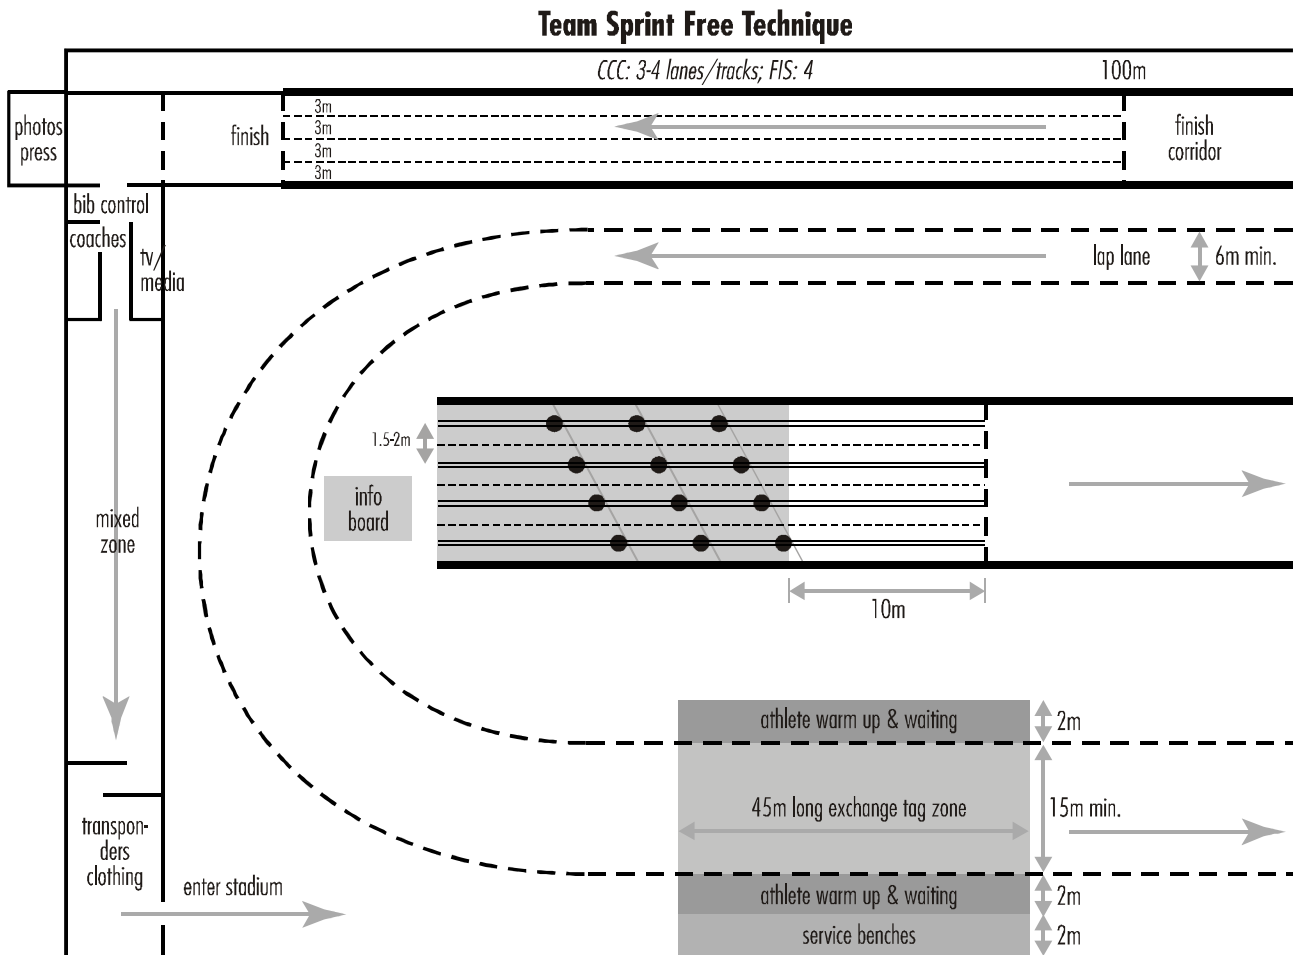 Team Sprint Free Technique
CCC: 3-4 lanes/tracks; FIS: 4
100m
photos
press
finish
3m
3m
3m
3m
finish
corridor
bib control
coaches
tv/
media
lap lane
6m min.
1.5-2m
info
board
mixed
zone
10m
athlete warm up & waiting
2m
45m long exchange tag zone
15m min.
transpon-
ders
clothing
enter stadium
athlete warm up & waiting
2m
service benches
2m